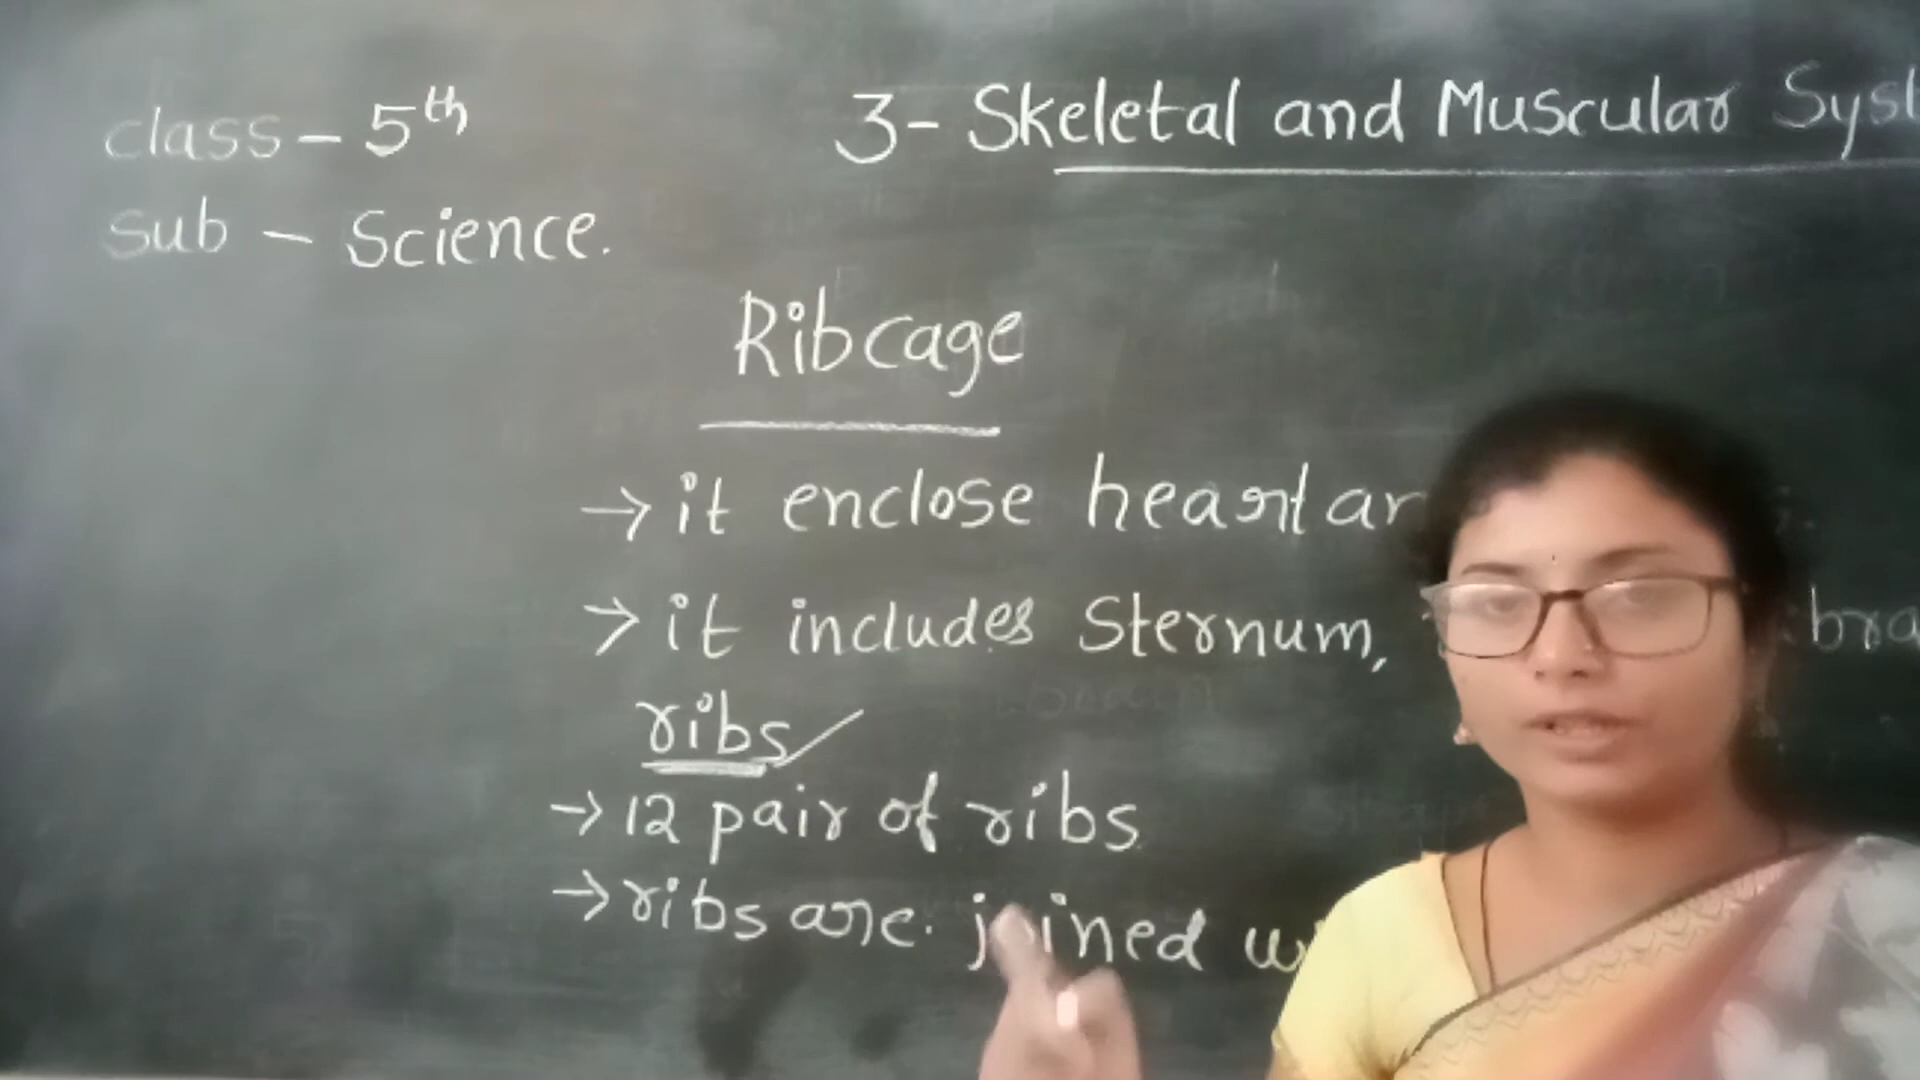 class - 5th
3- Skeletal and Muscular
sub - Science.
Ribcage
→ it enclose heart
→ it includes Sternum,
ribs
→ 12 pair of ribs
→ ribs are joined